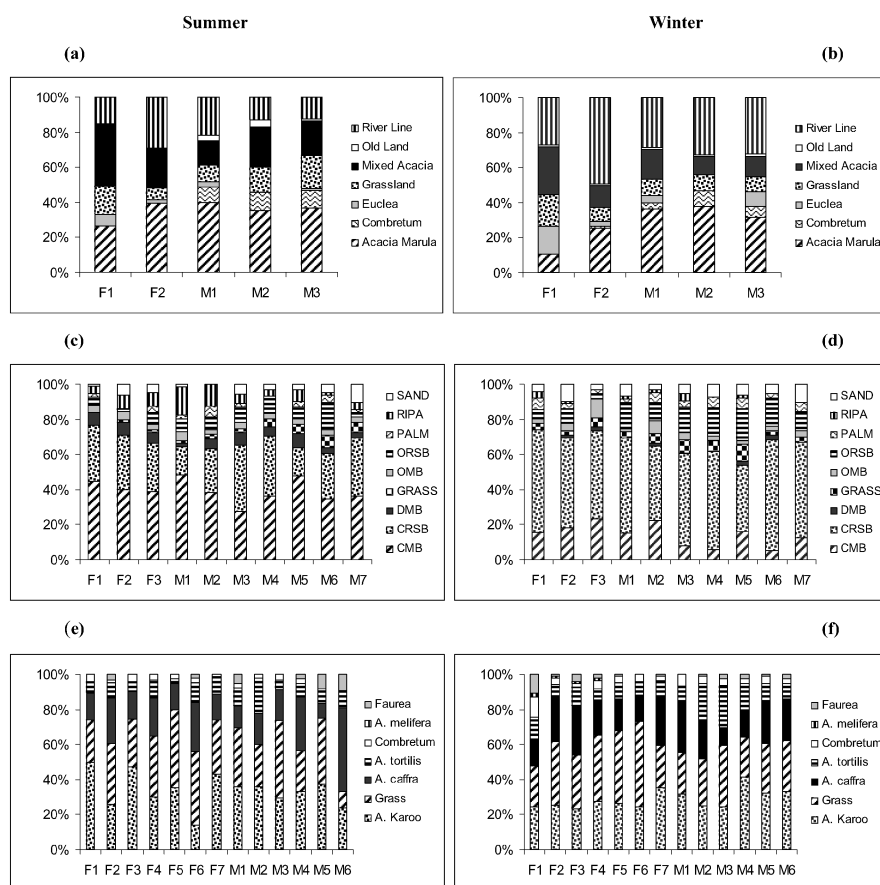 Summer Winter
(a) (b)
100%
80%
60%
40%
20%
0%
F1 F2 M1 M2 M3
River Line
Old Land
Mixed Acacia
Grassland
Euclea
Combretum
Acacia Marula
100%
80%
60%
40%
20%
0%
F1 F2 M1 M2 M3
River Line
Old Land
Mixed Acacia
Grassland
Euclea
Combretum
Acacia Marula
(c) (d)
100%
80%
60%
40%
20%
0%
F1 F2 F3 M1 M2 M3 M4 M5 M6 M7
SAND
RIPA
PALM
ORSB
OMB
GRASS
DMB
CRSB
CMB
100%
80%
60%
40%
20%
0%
F1 F2 F3 M1 M2 M3 M4 M5 M6 M7
SAND
RIPA
PALM
ORSB
OMB
GRASS
DMB
CRSB
CMB
(e) (f)
100%
80%
60%
40%
20%
0%
F1 F2 F3 F4 F5 F6 F7 M1 M2 M3 M4 M5 M6
Faurea
A. melifera
Combretum
A. tortilis
A. caffra
Grass
A. Karoo
100%
80%
60%
40%
20%
0%
F1 F2 F3 F4 F5 F6 F7 M1 M2 M3 M4 M5 M6
Faurea
A. melifera
Combretum
A. tortilis
A. caffra
Grass
A. Karoo